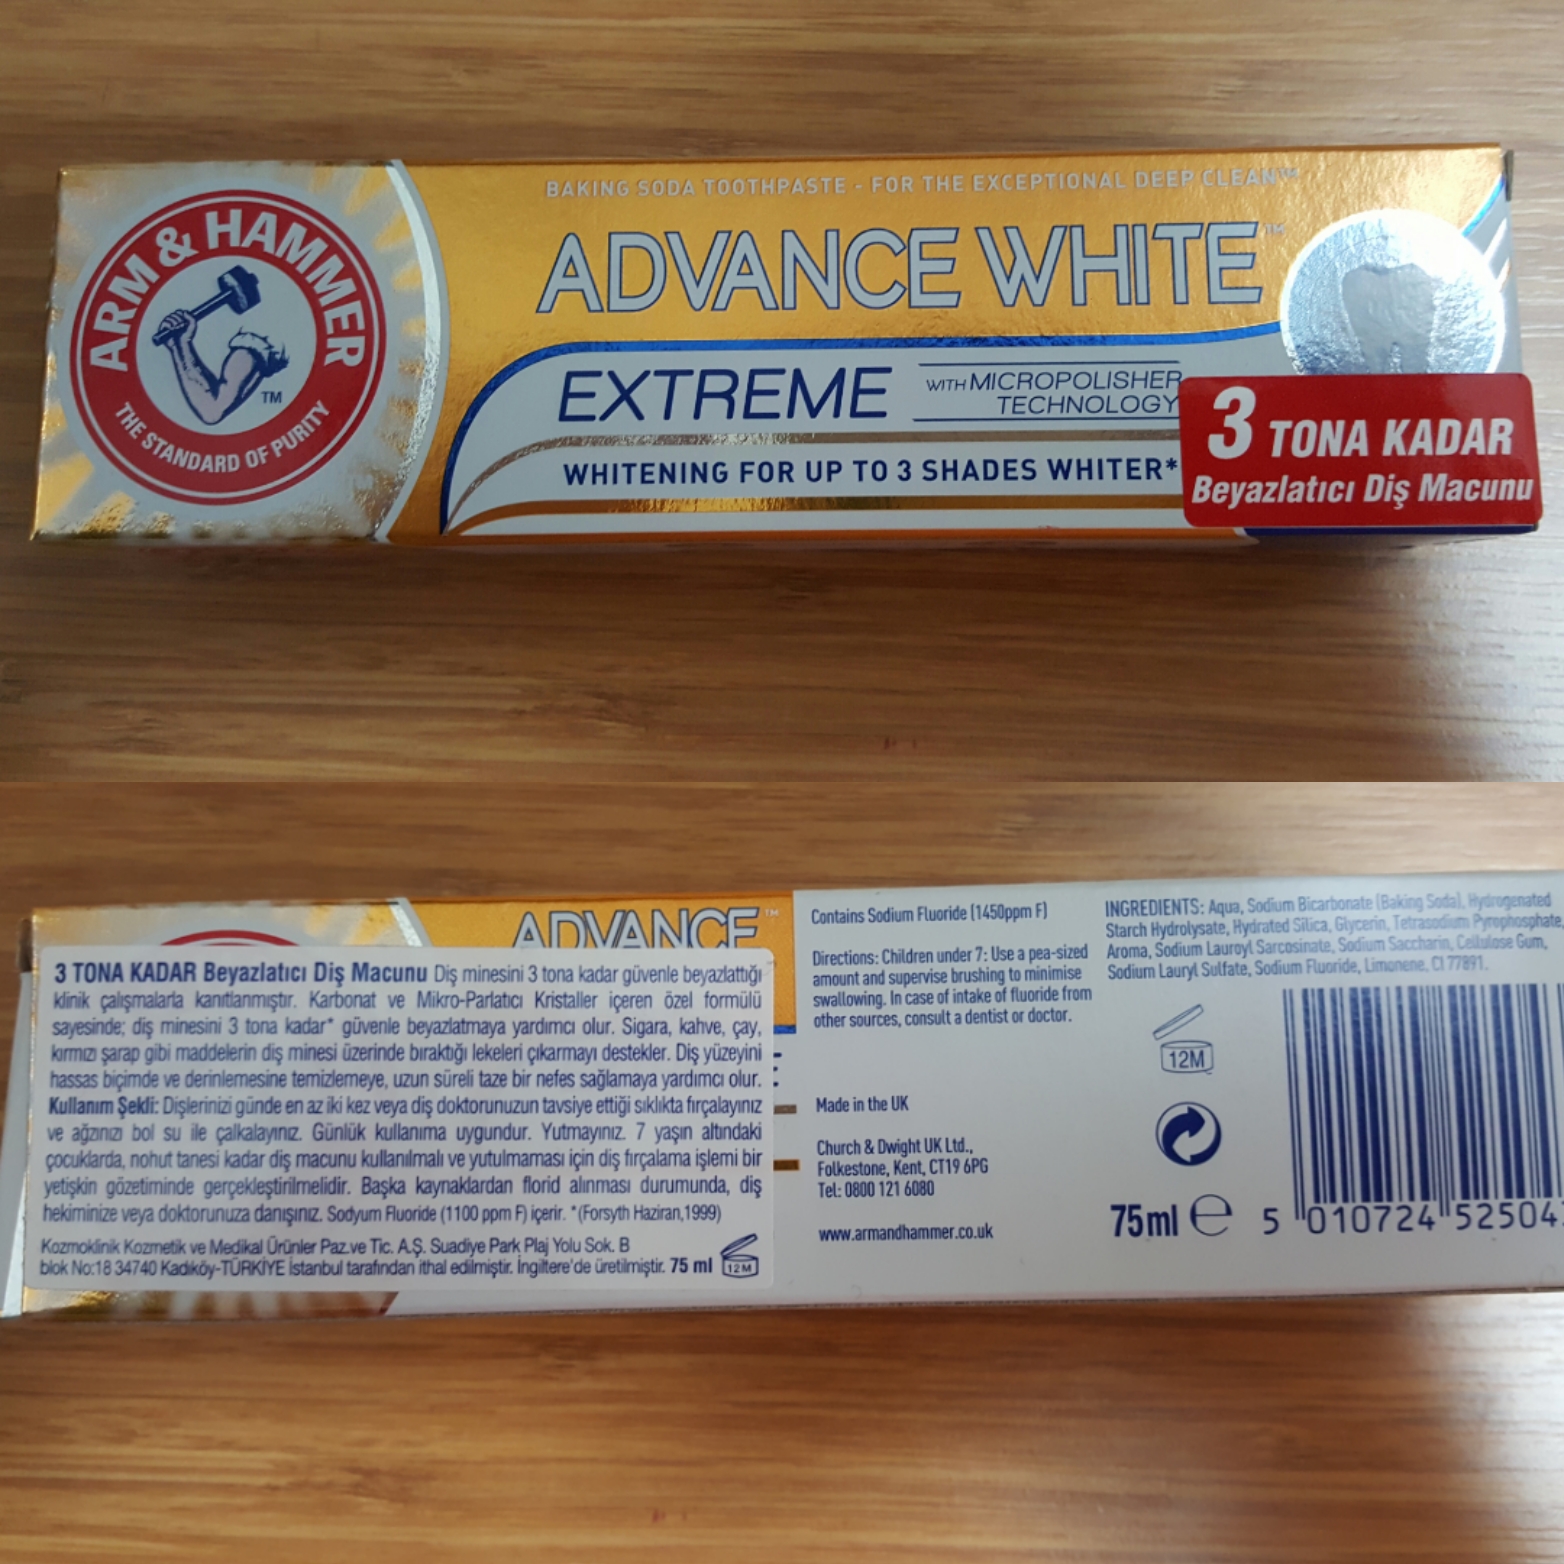 BAKING SODA TOOTHPASTE - FOR THE EXCEPTIONAL DEEP CLEAN™
ARM & HAMMER
™
THE STANDARD OF PURITY
ADVANCE WHITE™
EXTREME
WITH MICROPOLISHER
TECHNOLOGY
WHITENING FOR UP TO 3 SHADES WHITER*
3 TONA KADAR
Beyazlatıcı Diş Macunu
ADVANCE™
3 TONA KADAR Beyazlatıcı Diş Macunu Diş minesini 3 tona kadar güvenle beyazlattığı
klinik çalışmalarla kanıtlanmıştır. Karbonat ve Mikro-Parlatıcı Kristaller içeren özel formülü
sayesinde; diş minesini 3 tona kadar* güvenle beyazlatmaya yardımcı olur. Sigara, kahve, çay,
kırmızı şarap gibi maddelerin diş minesi üzerinde bıraktığı lekeleri çıkarmayı destekler. Diş yüzeyini
hassas biçimde ve derinlemesine temizlemeye, uzun süreli taze bir nefes sağlamaya yardımcı olur.
Kullanım Şekli: Dişlerinizi günde en az iki kez veya diş doktorunuzun tavsiye ettiği sıklıkta fırçalayınız
ve ağzınızı bol su ile çalkalayınız. Günlük kullanıma uygundur. Yutmayınız. 7 yaşın altındaki
çocuklarda, nohut tanesi kadar diş macunu kullanılmalı ve yutulmaması için diş fırçalama işlemi bir
yetişkin gözetiminde gerçekleştirilmelidir. Başka kaynaklardan florid alınması durumunda, diş
hekiminize veya doktorunuza danışınız. Sodyum Fluoride (1100 ppm F) içerir. *(Forsyth Haziran,1999)
Kozmoklinik Kozmetik ve Medikal Ürünler Paz.ve Tic. A.Ş. Suadiye Park Plaj Yolu Sok. B
blok No:18 34740 Kadıköy-TÜRKİYE İstanbul tarafından ithal edilmiştir. İngiltere'de üretilmiştir. 75 ml
12M
Contains Sodium Fluoride (1450ppm F)
Directions: Children under 7: Use a pea-sized
amount and supervise brushing to minimise
swallowing. In case of intake of fluoride from
other sources, consult a dentist or doctor.
Made in the UK
Church & Dwight UK Ltd.,
Folkestone, Kent, CT19 6PG
Tel: 0800 121 6080
www.armandhammer.co.uk
INGREDIENTS: Aqua, Sodium Bicarbonate (Baking Soda), Hydrogenated
Starch Hydrolysate, Hydrated Silica, Glycerin, Tetrasodium Pyrophosphate,
Aroma, Sodium Lauroyl Sarcosinate, Sodium Saccharin, Cellulose Gum,
Sodium Lauryl Sulfate, Sodium Fluoride, Limonene, CI 77891.
12M
75ml ℮
5 010724 52504